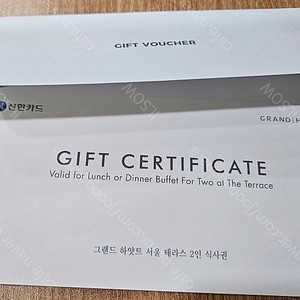 GIFT VOUCHER
신한카드
GRAND | H
GIFT CERTIFICATE
Valid for Lunch or Dinner Buffet For Two at The Terrace
그랜드 하얏트 서울 테라스 2인 식사권